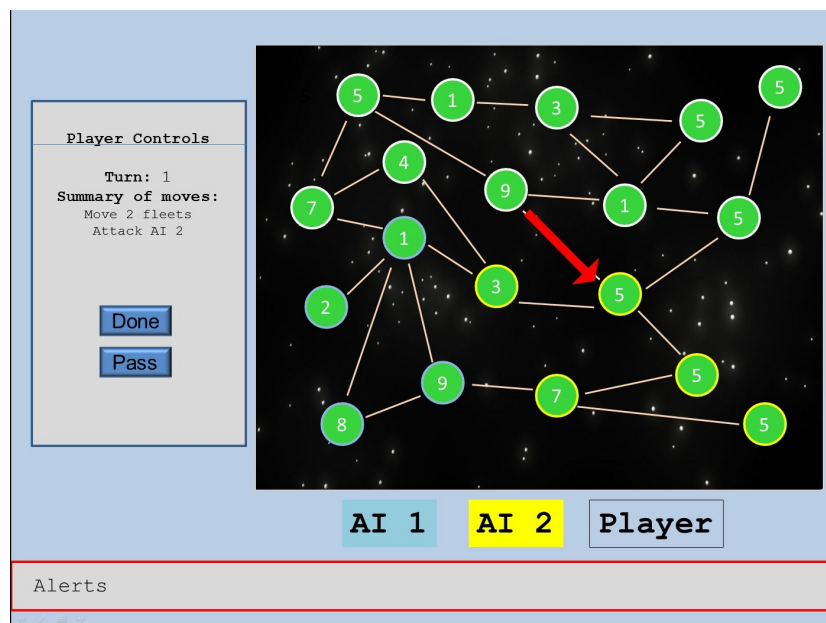 Player Controls
Turn: 1
Summary of moves:
Move 2 fleets
Attack AI 2
Done
Pass
5
1
3
5
5
4
9
1
5
7
1
3
5
2
9
7
5
8
5
AI 1
AI 2
Player
Alerts